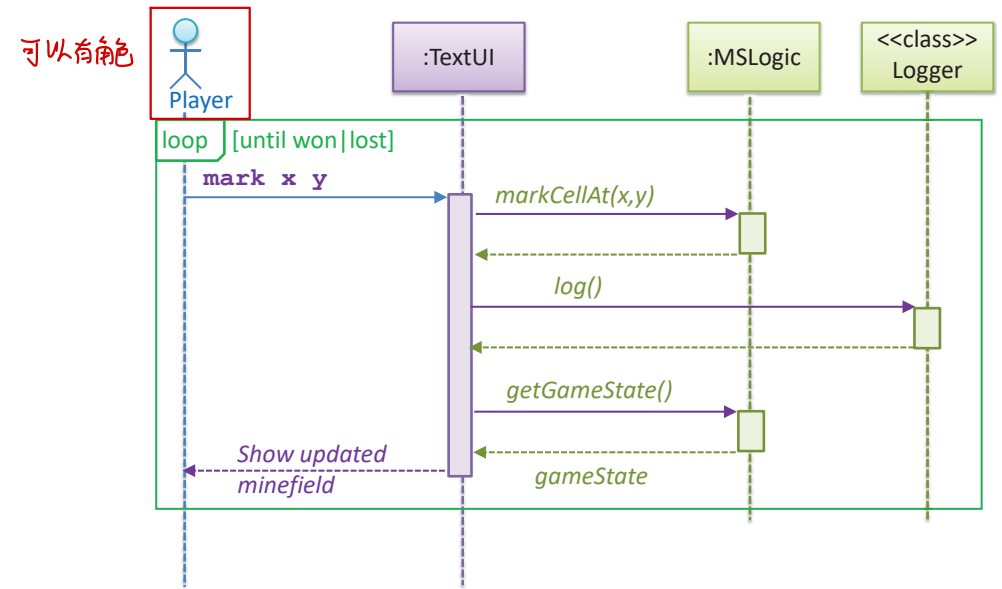 可以有角色
Player
:TextUI
:MSLogic
<<class>>
Logger
loop
[until won|lost]
mark x y
markCellAt(x,y)
log()
getGameState()
Show updated
minefield
gameState